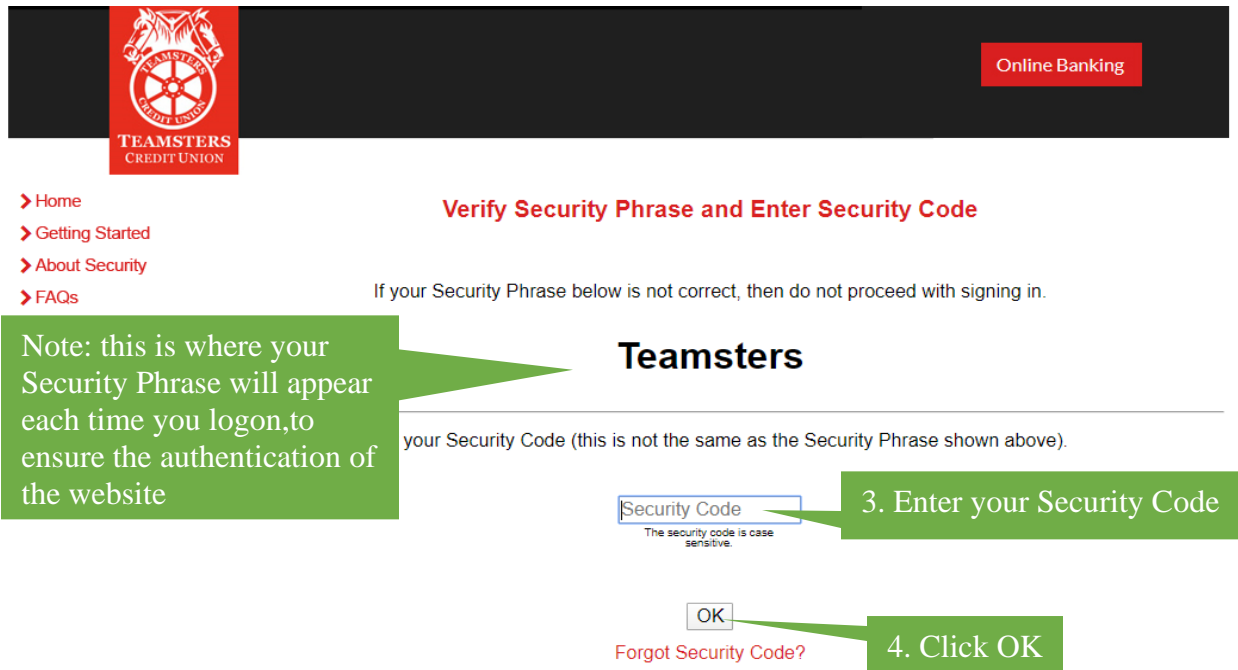 TEAMSTERS
CREDIT UNION
TEAMSTERS
CREDIT UNION
Online Banking
Home
Getting Started
About Security
FAQs
Verify Security Phrase and Enter Security Code
If your Security Phrase below is not correct, then do not proceed with signing in.
Teamsters
Note: this is where your
Security Phrase will appear
each time you logon,to
ensure the authentication of
the website
your Security Code (this is not the same as the Security Phrase shown above).
Security Code
The security code is case
sensitive.
3. Enter your Security Code
OK
Forgot Security Code?
4. Click OK